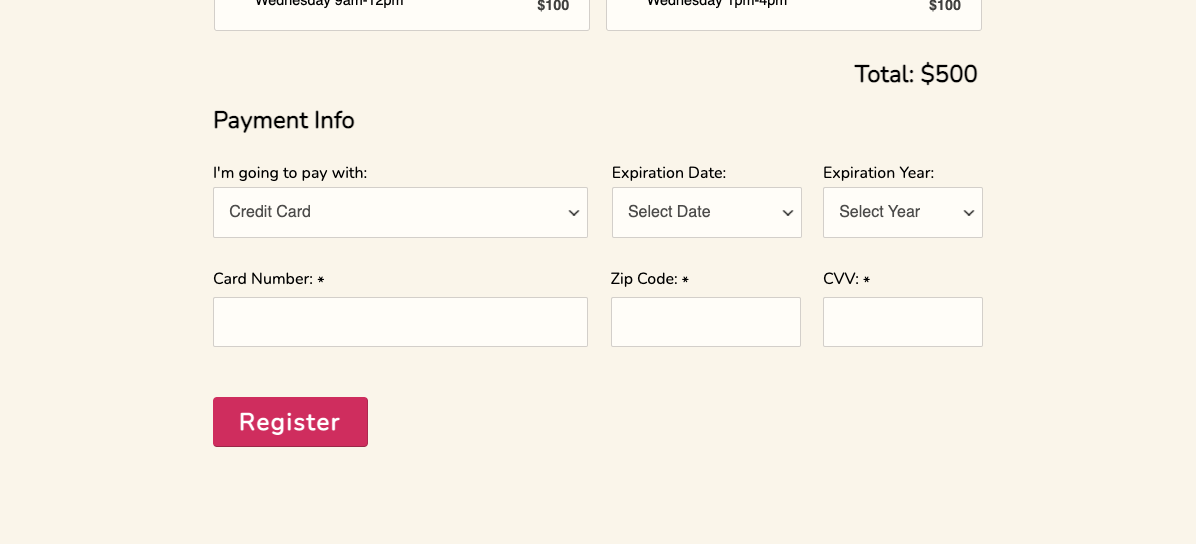 Wednesday 9am-12pm $100
Wednesday 1pm-4pm $100
Total: $500
Payment Info
I'm going to pay with: Expiration Date: Expiration Year:
Credit Card Select Date Select Year
Card Number: * Zip Code: * CVV: *
Register